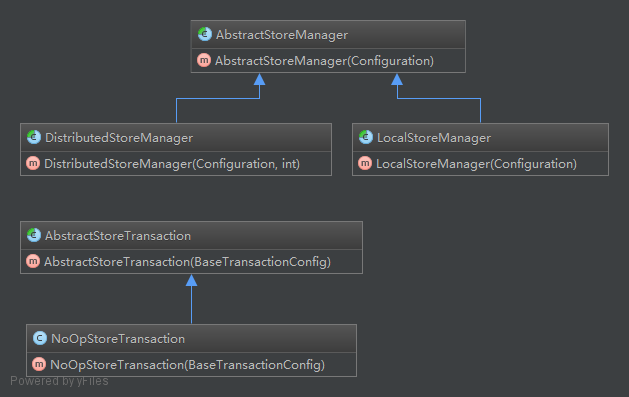 AbstractStoreManager
AbstractStoreManager(Configuration)
DistributedStoreManager
DistributedStoreManager(Configuration, int)
LocalStoreManager
LocalStoreManager(Configuration)
AbstractStoreTransaction
AbstractStoreTransaction(BaseTransactionConfig)
NoOpStoreTransaction
NoOpStoreTransaction(BaseTransactionConfig)
Powered by yFiles